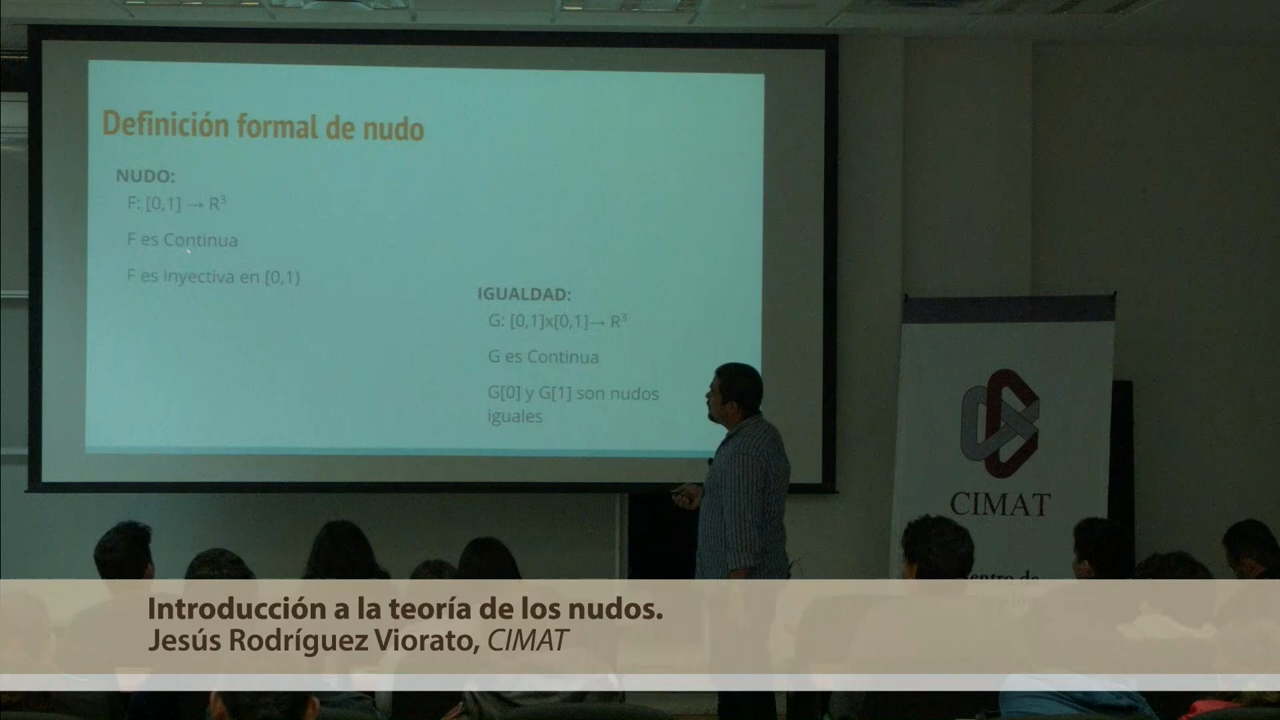 Definición formal de nudo
NUDO:
F: [0,1] → R³
F es Continua
F es inyectiva en [0,1)
IGUALDAD:
G: [0,1]x[0,1]→ R³
G es Continua
G[0] y G[1] son nudos
iguales
CIMAT
Introducción a la teoría de los nudos.
Jesús Rodríguez Viorato, CIMAT